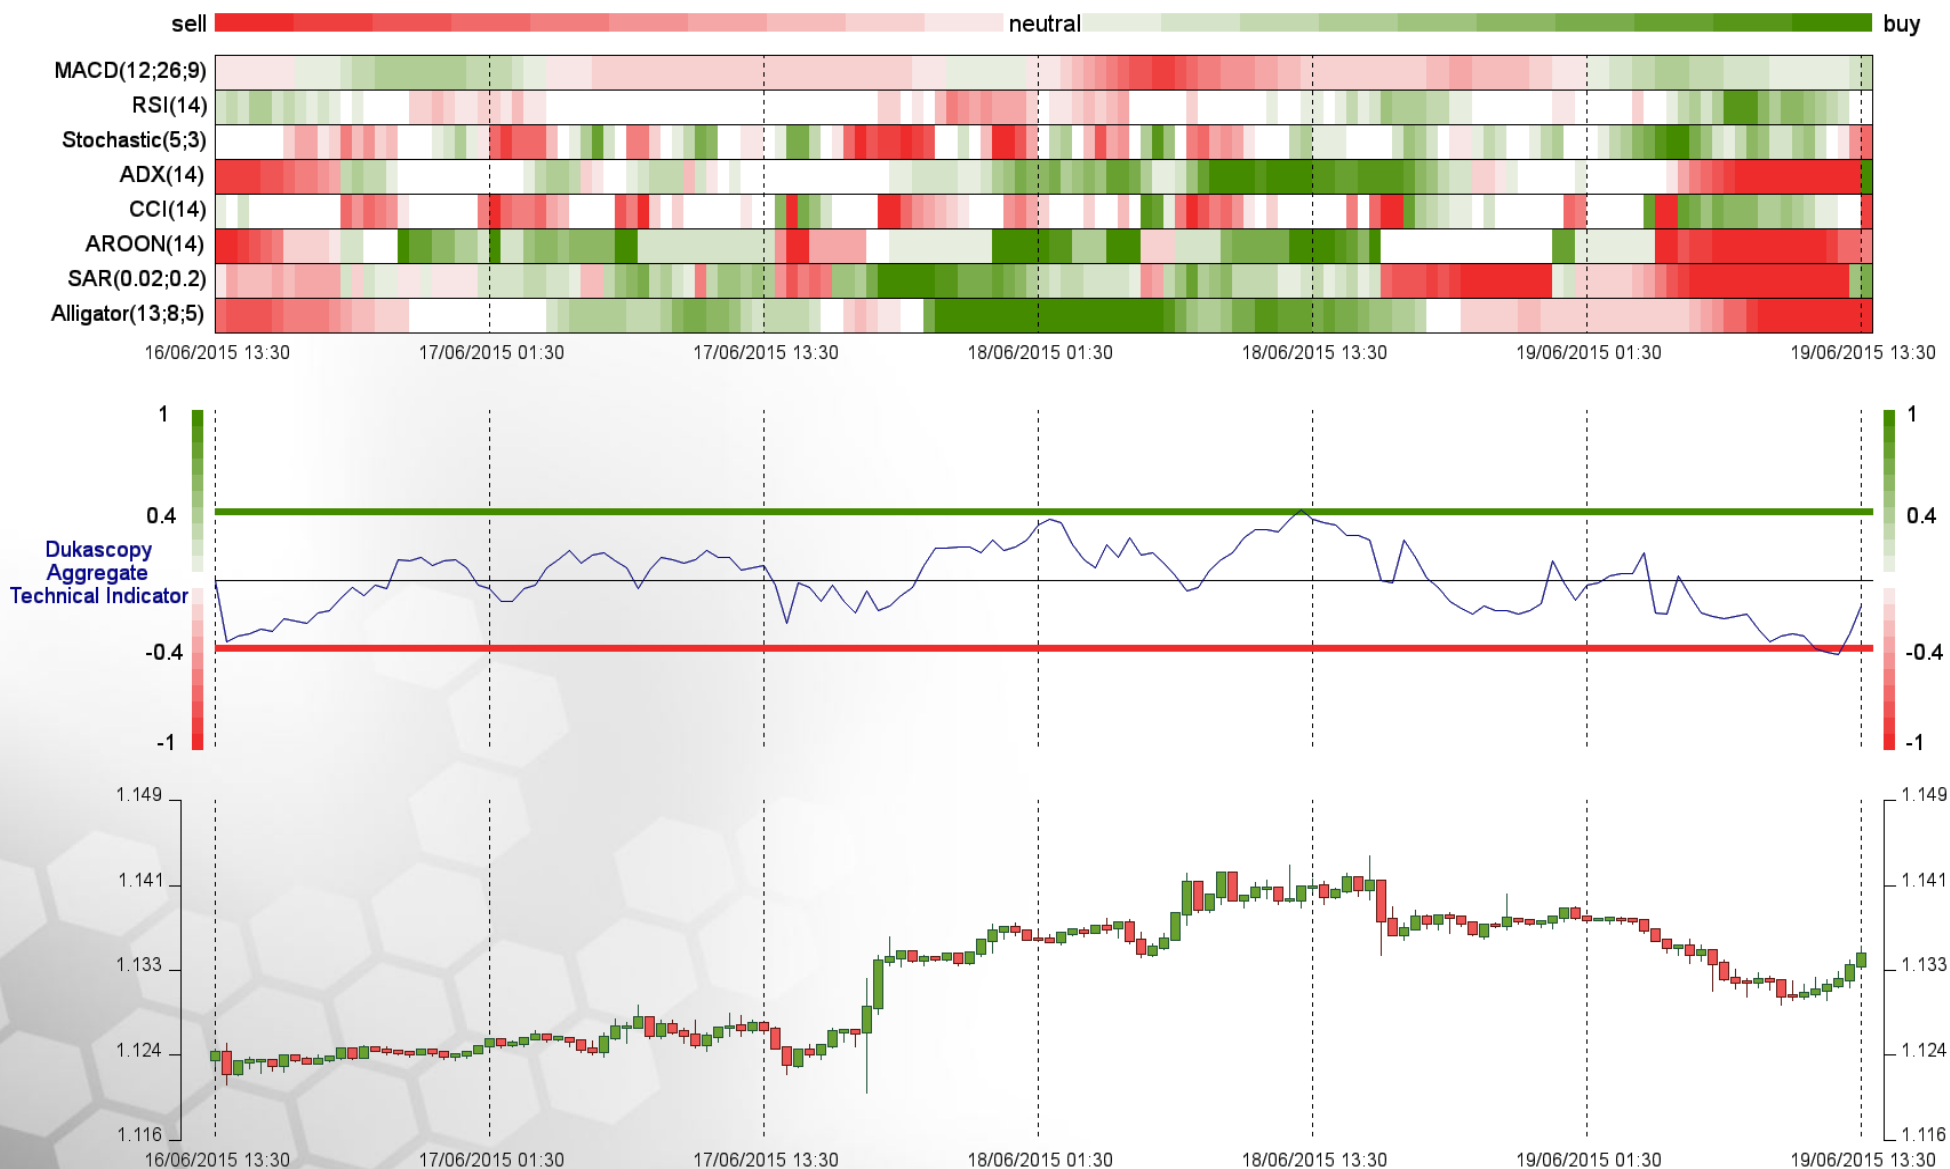 sell neutral buy
MACD(12;26;9)
RSI(14)
Stochastic(5;3)
ADX(14)
CCI(14)
AROON(14)
SAR(0.02;0.2)
Alligator(13;8;5)
16/06/2015 13:30 17/06/2015 01:30 17/06/2015 13:30 18/06/2015 01:30 18/06/2015 13:30 19/06/2015 01:30 19/06/2015 13:30
1 1
0.4 0.4
Dukascopy
Aggregate
Technical Indicator
-0.4 -0.4
-1 -1
1.149 1.149
1.141 1.141
1.133 1.133
1.124 1.124
1.116 1.116
16/06/2015 13:30 17/06/2015 01:30 17/06/2015 13:30 18/06/2015 01:30 18/06/2015 13:30 19/06/2015 01:30 19/06/2015 13:30